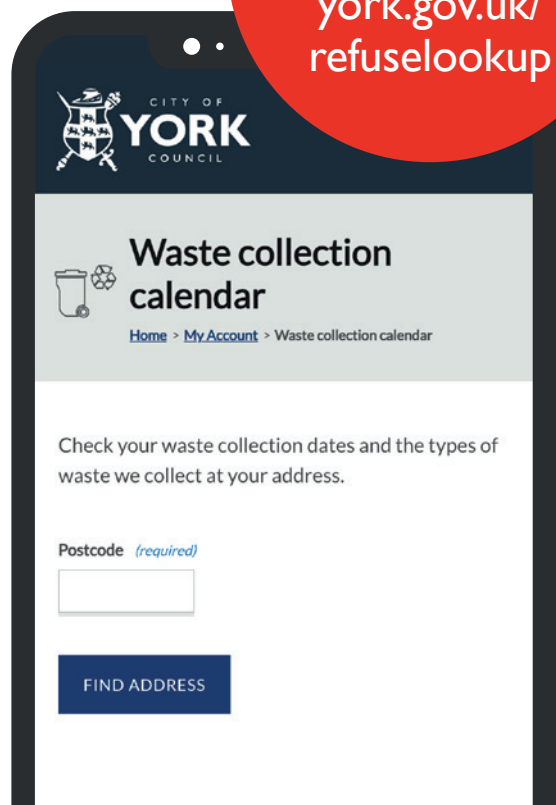 york.gov.uk/
refuselookup
CITY OF
YORK
COUNCIL
Waste collection
calendar
Home > My Account > Waste collection calendar
Check your waste collection dates and the types of
waste we collect at your address.
Postcode (required)
FIND ADDRESS